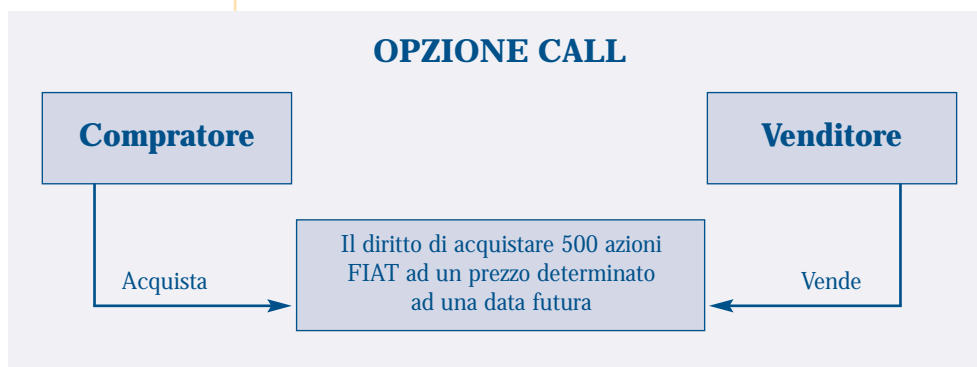 OPZIONE CALL
Compratore
Venditore
Il diritto di acquistare 500 azioni
FIAT ad un prezzo determinato
ad una data futura
Acquista
Vende